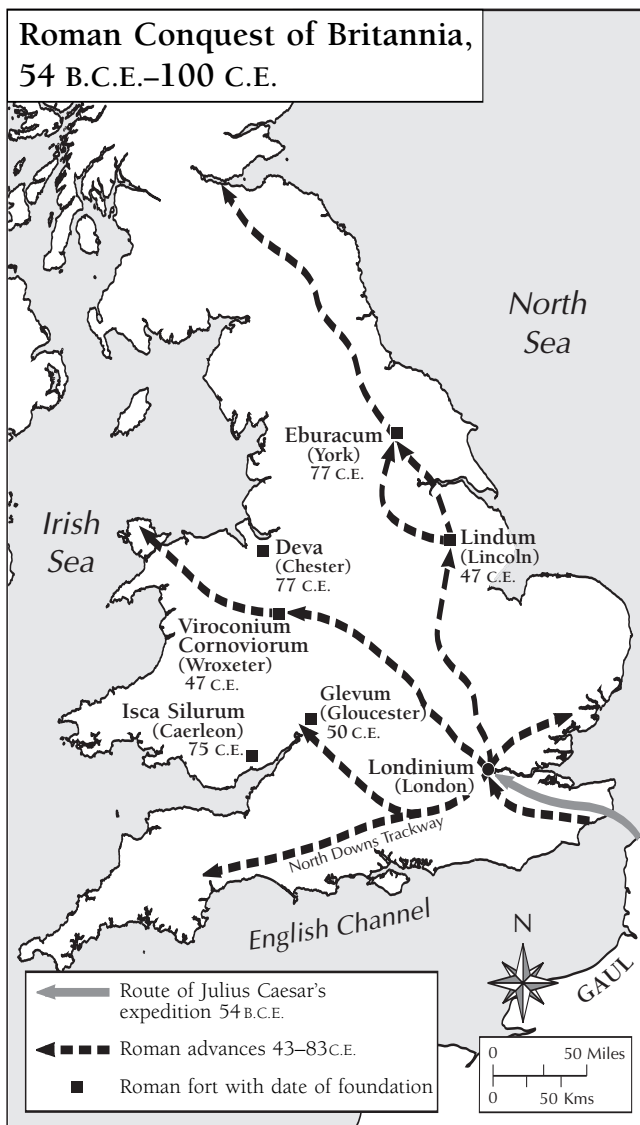 Roman Conquest of Britannia,
54 B.C.E.–100 C.E.
North
Sea
Eburacum
(York)
77 C.E.
Irish
Sea
Deva
(Chester)
77 C.E.
Lindum
(Lincoln)
47 C.E.
Viroconium
Cornoviorum
(Wroxeter)
47 C.E.
Glevum
(Gloucester)
50 C.E.
Isca Silurum
(Caerleon)
75 C.E.
Londinium
(London)
North Downs Trackway
English Channel
N
GAUL
Route of Julius Caesar's
expedition 54 B.C.E.
Roman advances 43–83 C.E.
Roman fort with date of foundation
0 50 Miles
0 50 Kms